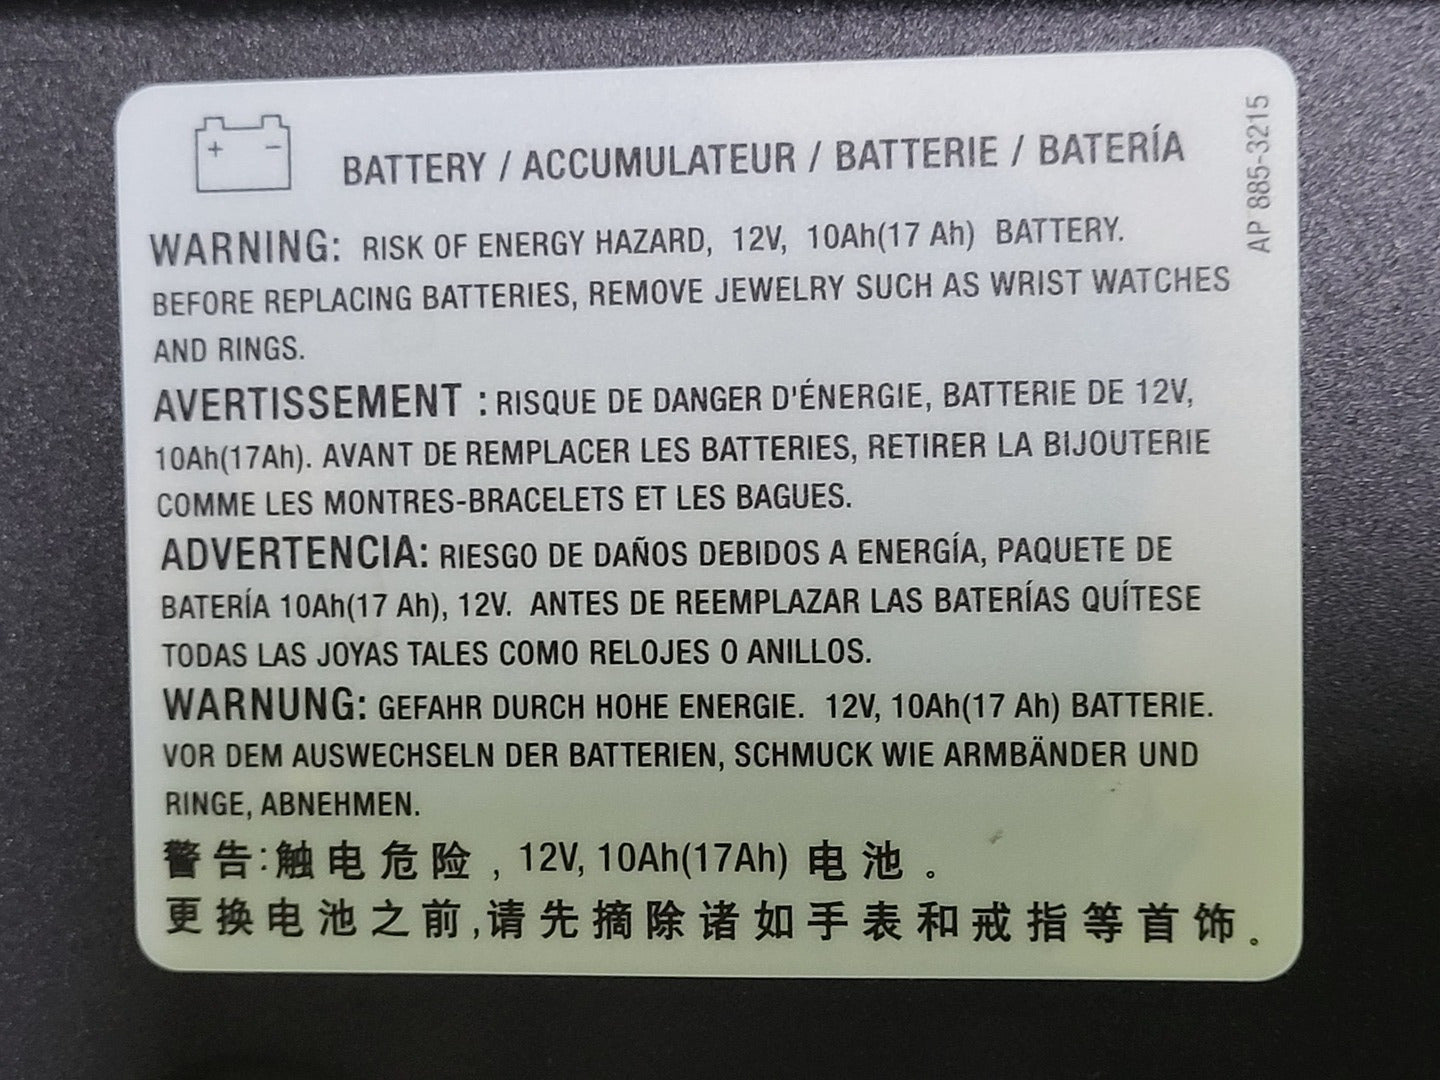 + −
BATTERY / ACCUMULATEUR / BATTERIE / BATERÍA
AP 885-3215
WARNING: RISK OF ENERGY HAZARD, 12V, 10Ah(17 Ah) BATTERY.
BEFORE REPLACING BATTERIES, REMOVE JEWELRY SUCH AS WRIST WATCHES
AND RINGS.
AVERTISSEMENT : RISQUE DE DANGER D'ÉNERGIE, BATTERIE DE 12V,
10Ah(17Ah). AVANT DE REMPLACER LES BATTERIES, RETIRER LA BIJOUTERIE
COMME LES MONTRES-BRACELETS ET LES BAGUES.
ADVERTENCIA: RIESGO DE DAÑOS DEBIDOS A ENERGÍA, PAQUETE DE
BATERÍA 10Ah(17 Ah), 12V. ANTES DE REEMPLAZAR LAS BATERÍAS QUÍTESE
TODAS LAS JOYAS TALES COMO RELOJES O ANILLOS.
WARNUNG: GEFAHR DURCH HOHE ENERGIE. 12V, 10Ah(17 Ah) BATTERIE.
VOR DEM AUSWECHSELN DER BATTERIEN, SCHMUCK WIE ARMBÄNDER UND
RINGE, ABNEHMEN.
警告:触电危险, 12V, 10Ah(17Ah) 电池。
更换电池之前,请先摘除诸如手表和戒指等首饰。